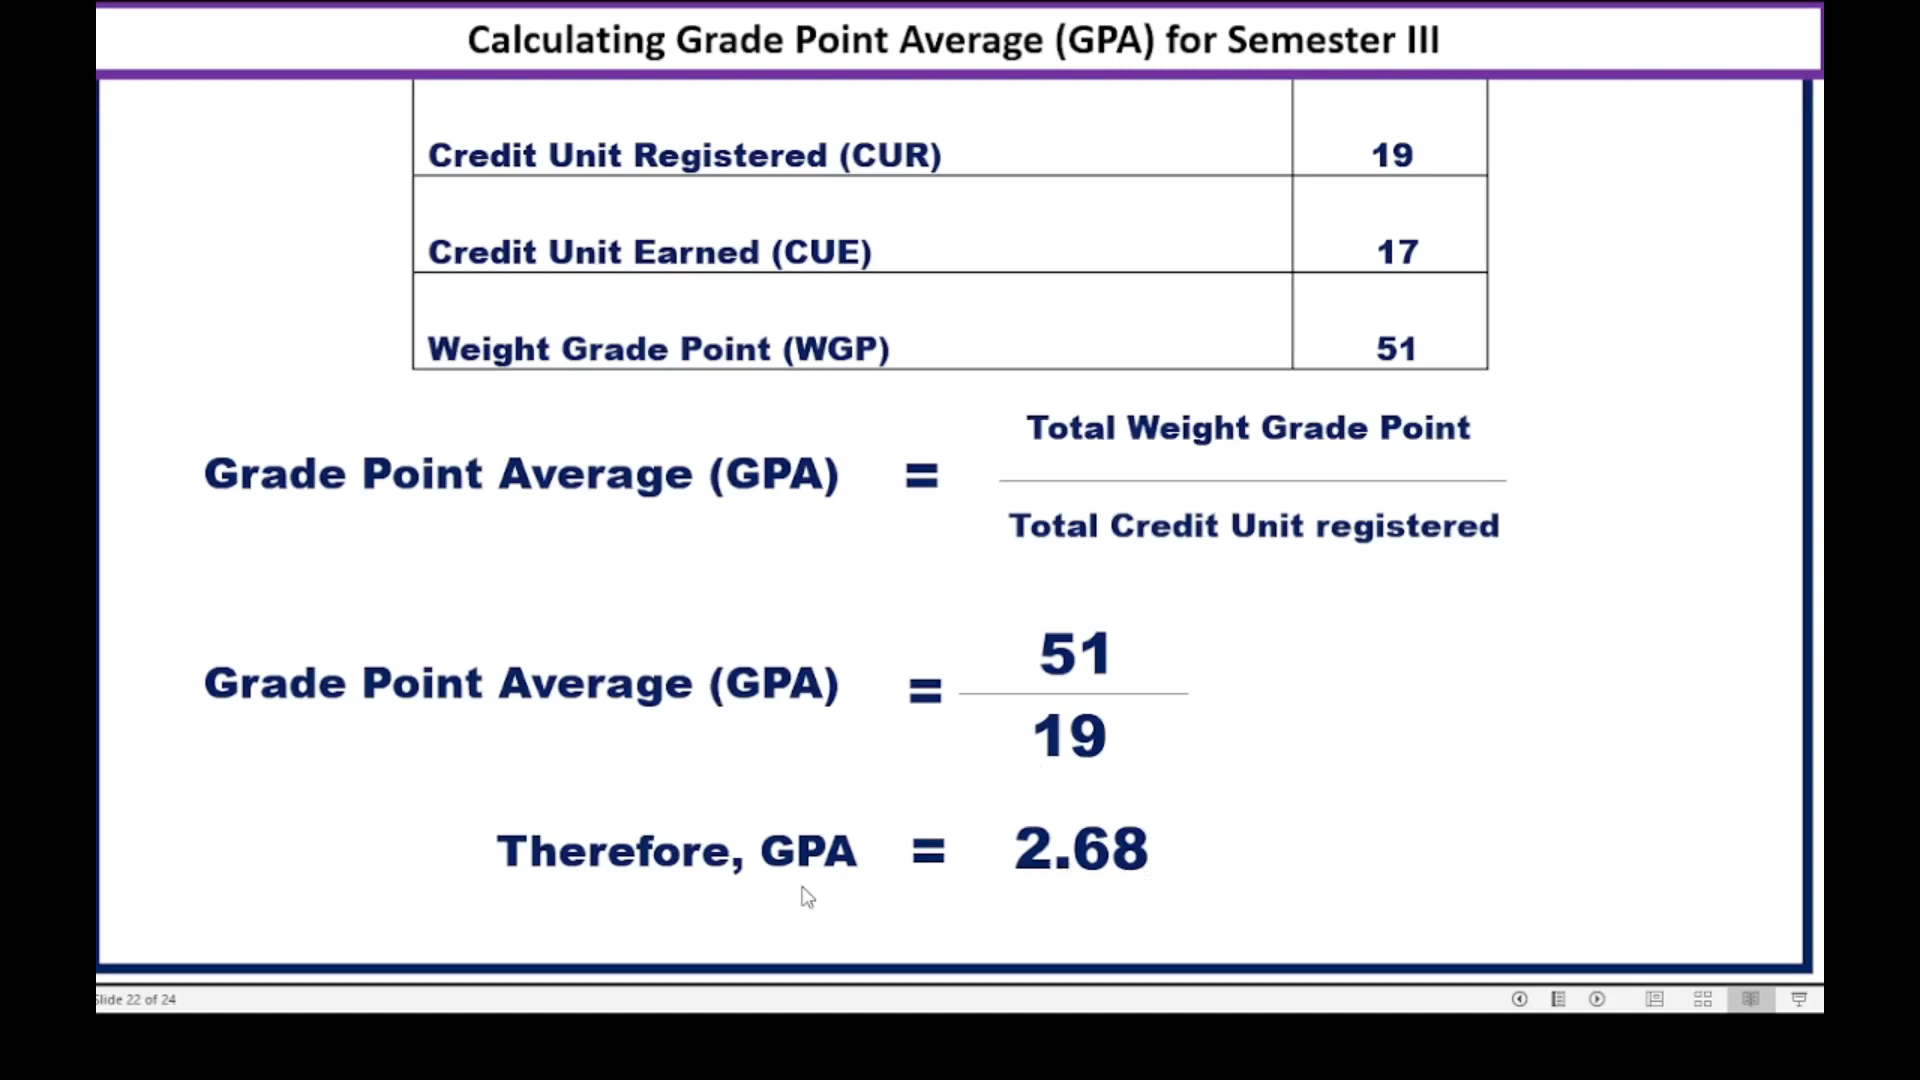 Calculating Grade Point Average (GPA) for Semester III
Credit Unit Registered (CUR) 19
Credit Unit Earned (CUE) 17
Weight Grade Point (WGP) 51
Total Weight Grade Point
Grade Point Average (GPA) =
Total Credit Unit registered
51
Grade Point Average (GPA) =
19
Therefore, GPA = 2.68
Slide 22 of 24